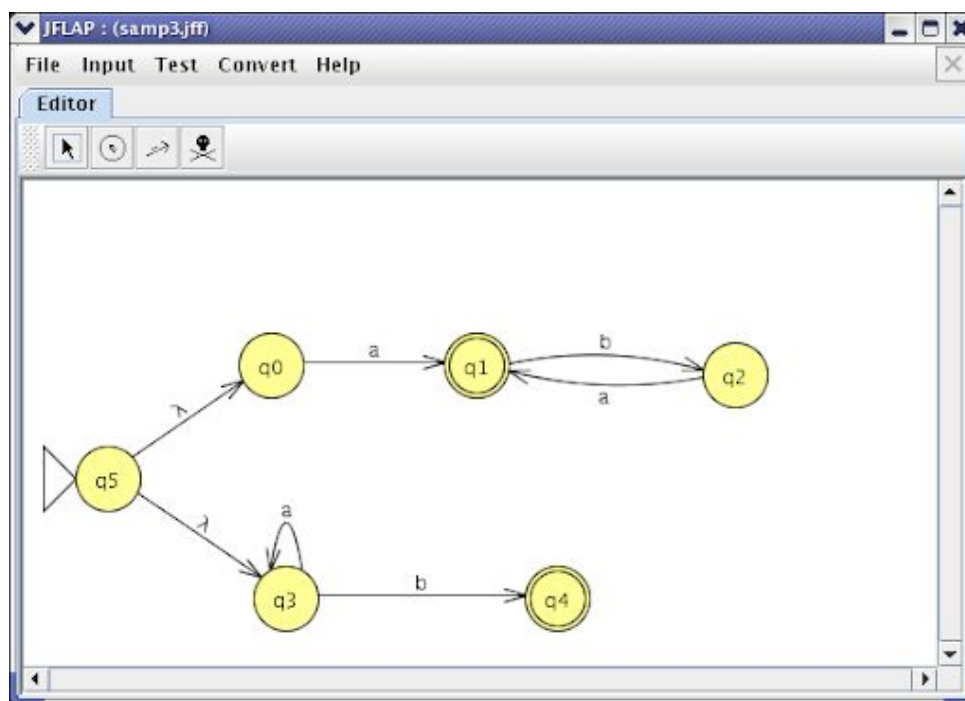 JFLAP : (samp3.jff)
File Input Test Convert Help
Editor
b
a
q0
q1
q2
a
λ
q5
λ
a
b
q3
q4